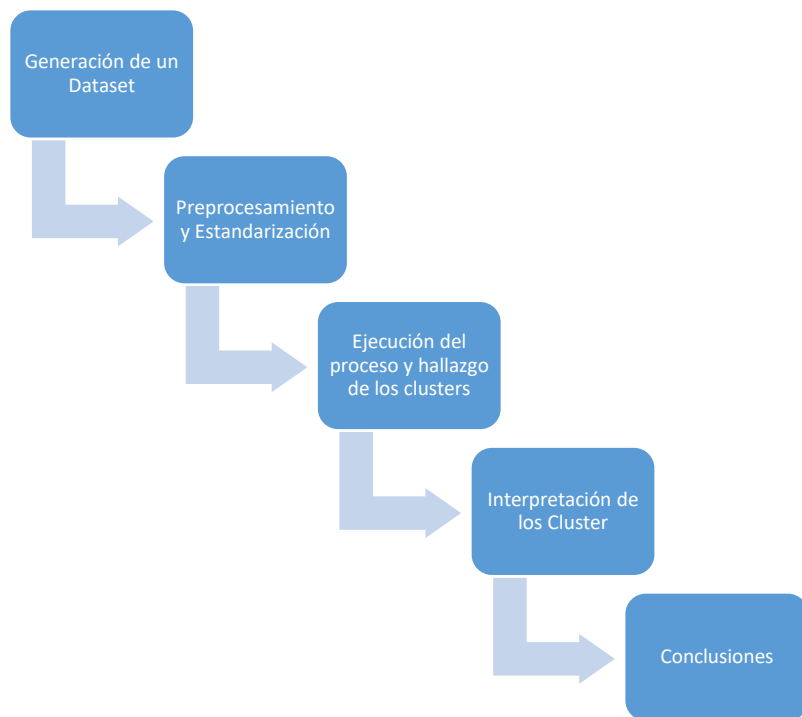 Generación de un
Dataset
Preprocesamiento
y Estandarización
Ejecución del
proceso y hallazgo
de los clusters
Interpretación de
los Cluster
Conclusiones